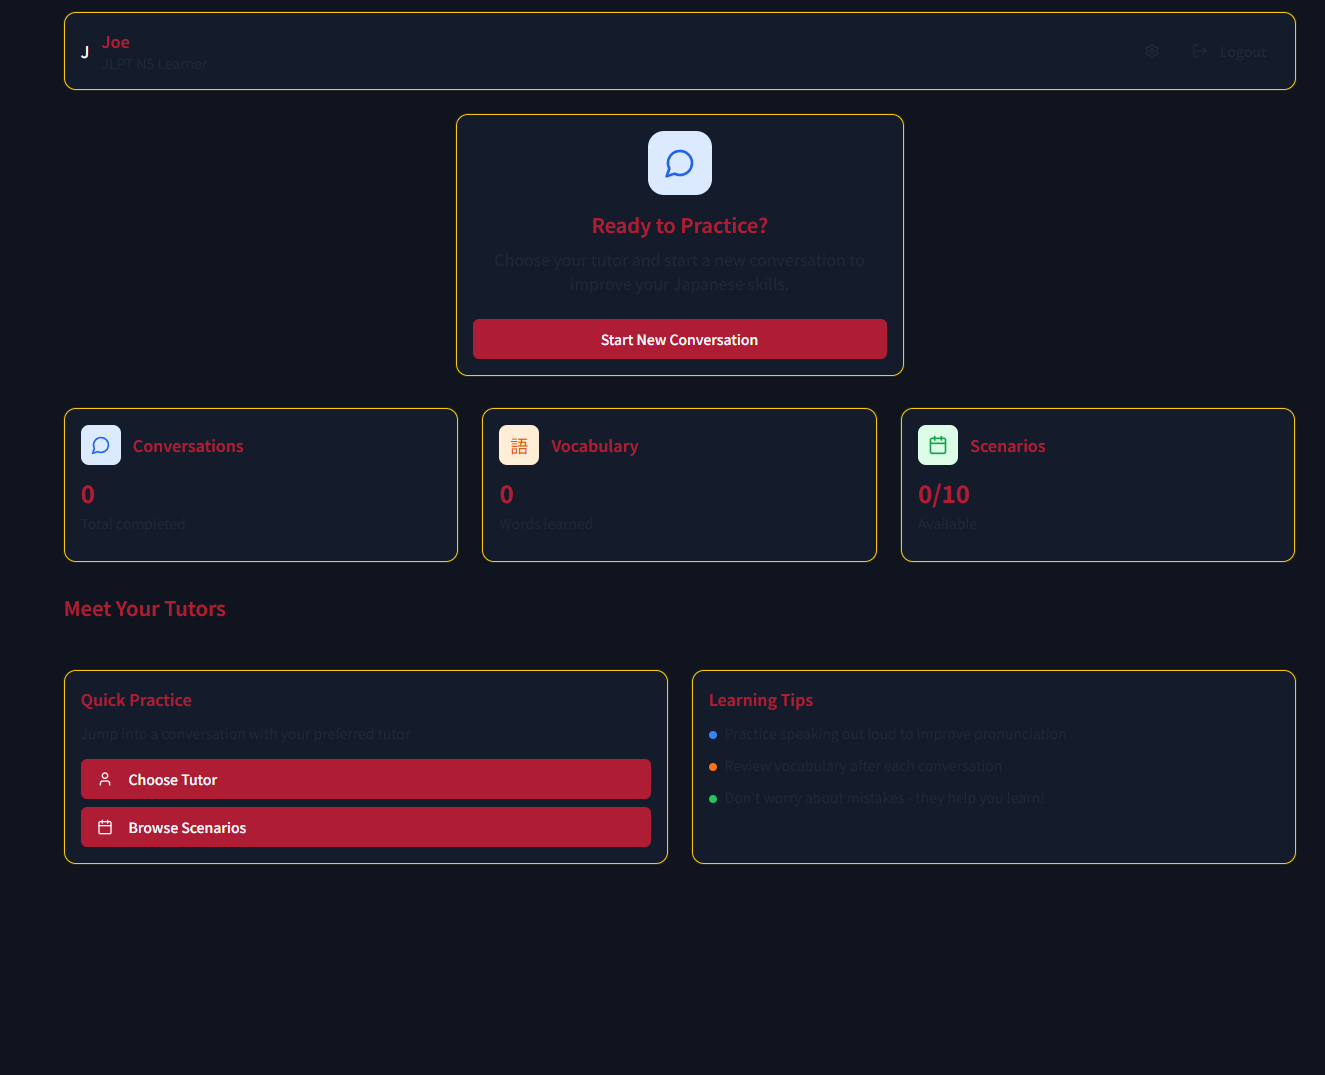 J
Joe
JLPT N5 Learner
Logout
Ready to Practice?
Choose your tutor and start a new conversation to
improve your Japanese skills.
Start New Conversation
Conversations
0
Total completed
語
Vocabulary
0
Words learned
Scenarios
0/10
Available
Meet Your Tutors
Quick Practice
Jump into a conversation with your preferred tutor
Choose Tutor
Browse Scenarios
Learning Tips
Practice speaking out loud to improve pronunciation
Review vocabulary after each conversation
Don't worry about mistakes - they help you learn!